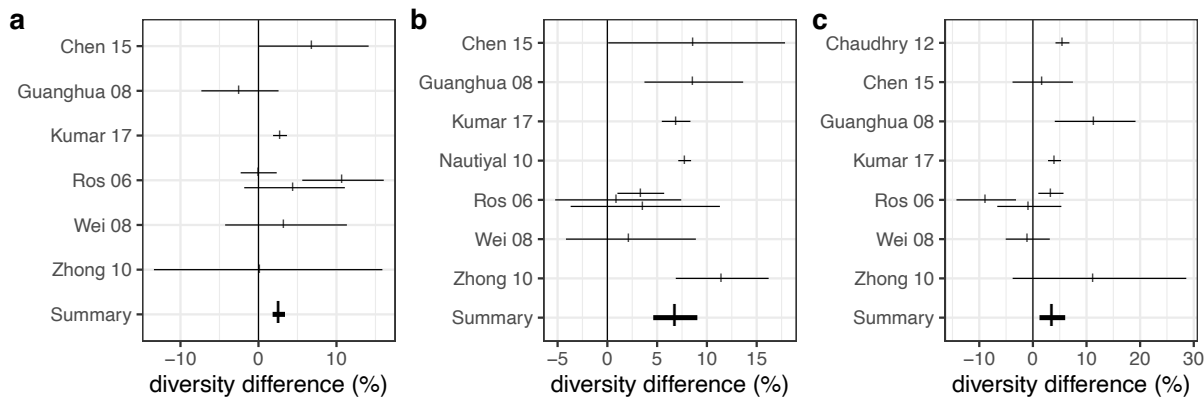 a
Chen 15
Guanghua 08
Kumar 17
Ros 06
Wei 08
Zhong 10
Summary
−10 0 10
diversity difference (%)
b
Chen 15
Guanghua 08
Kumar 17
Nautiyal 10
Ros 06
Wei 08
Zhong 10
Summary
−5 0 5 10 15
diversity difference (%)
c
Chaudhry 12
Chen 15
Guanghua 08
Kumar 17
Ros 06
Wei 08
Zhong 10
Summary
−10 0 10 20 30
diversity difference (%)